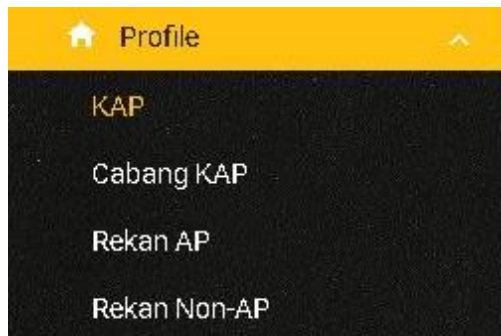 Profile
KAP
Cabang KAP
Rekan AP
Rekan Non-AP